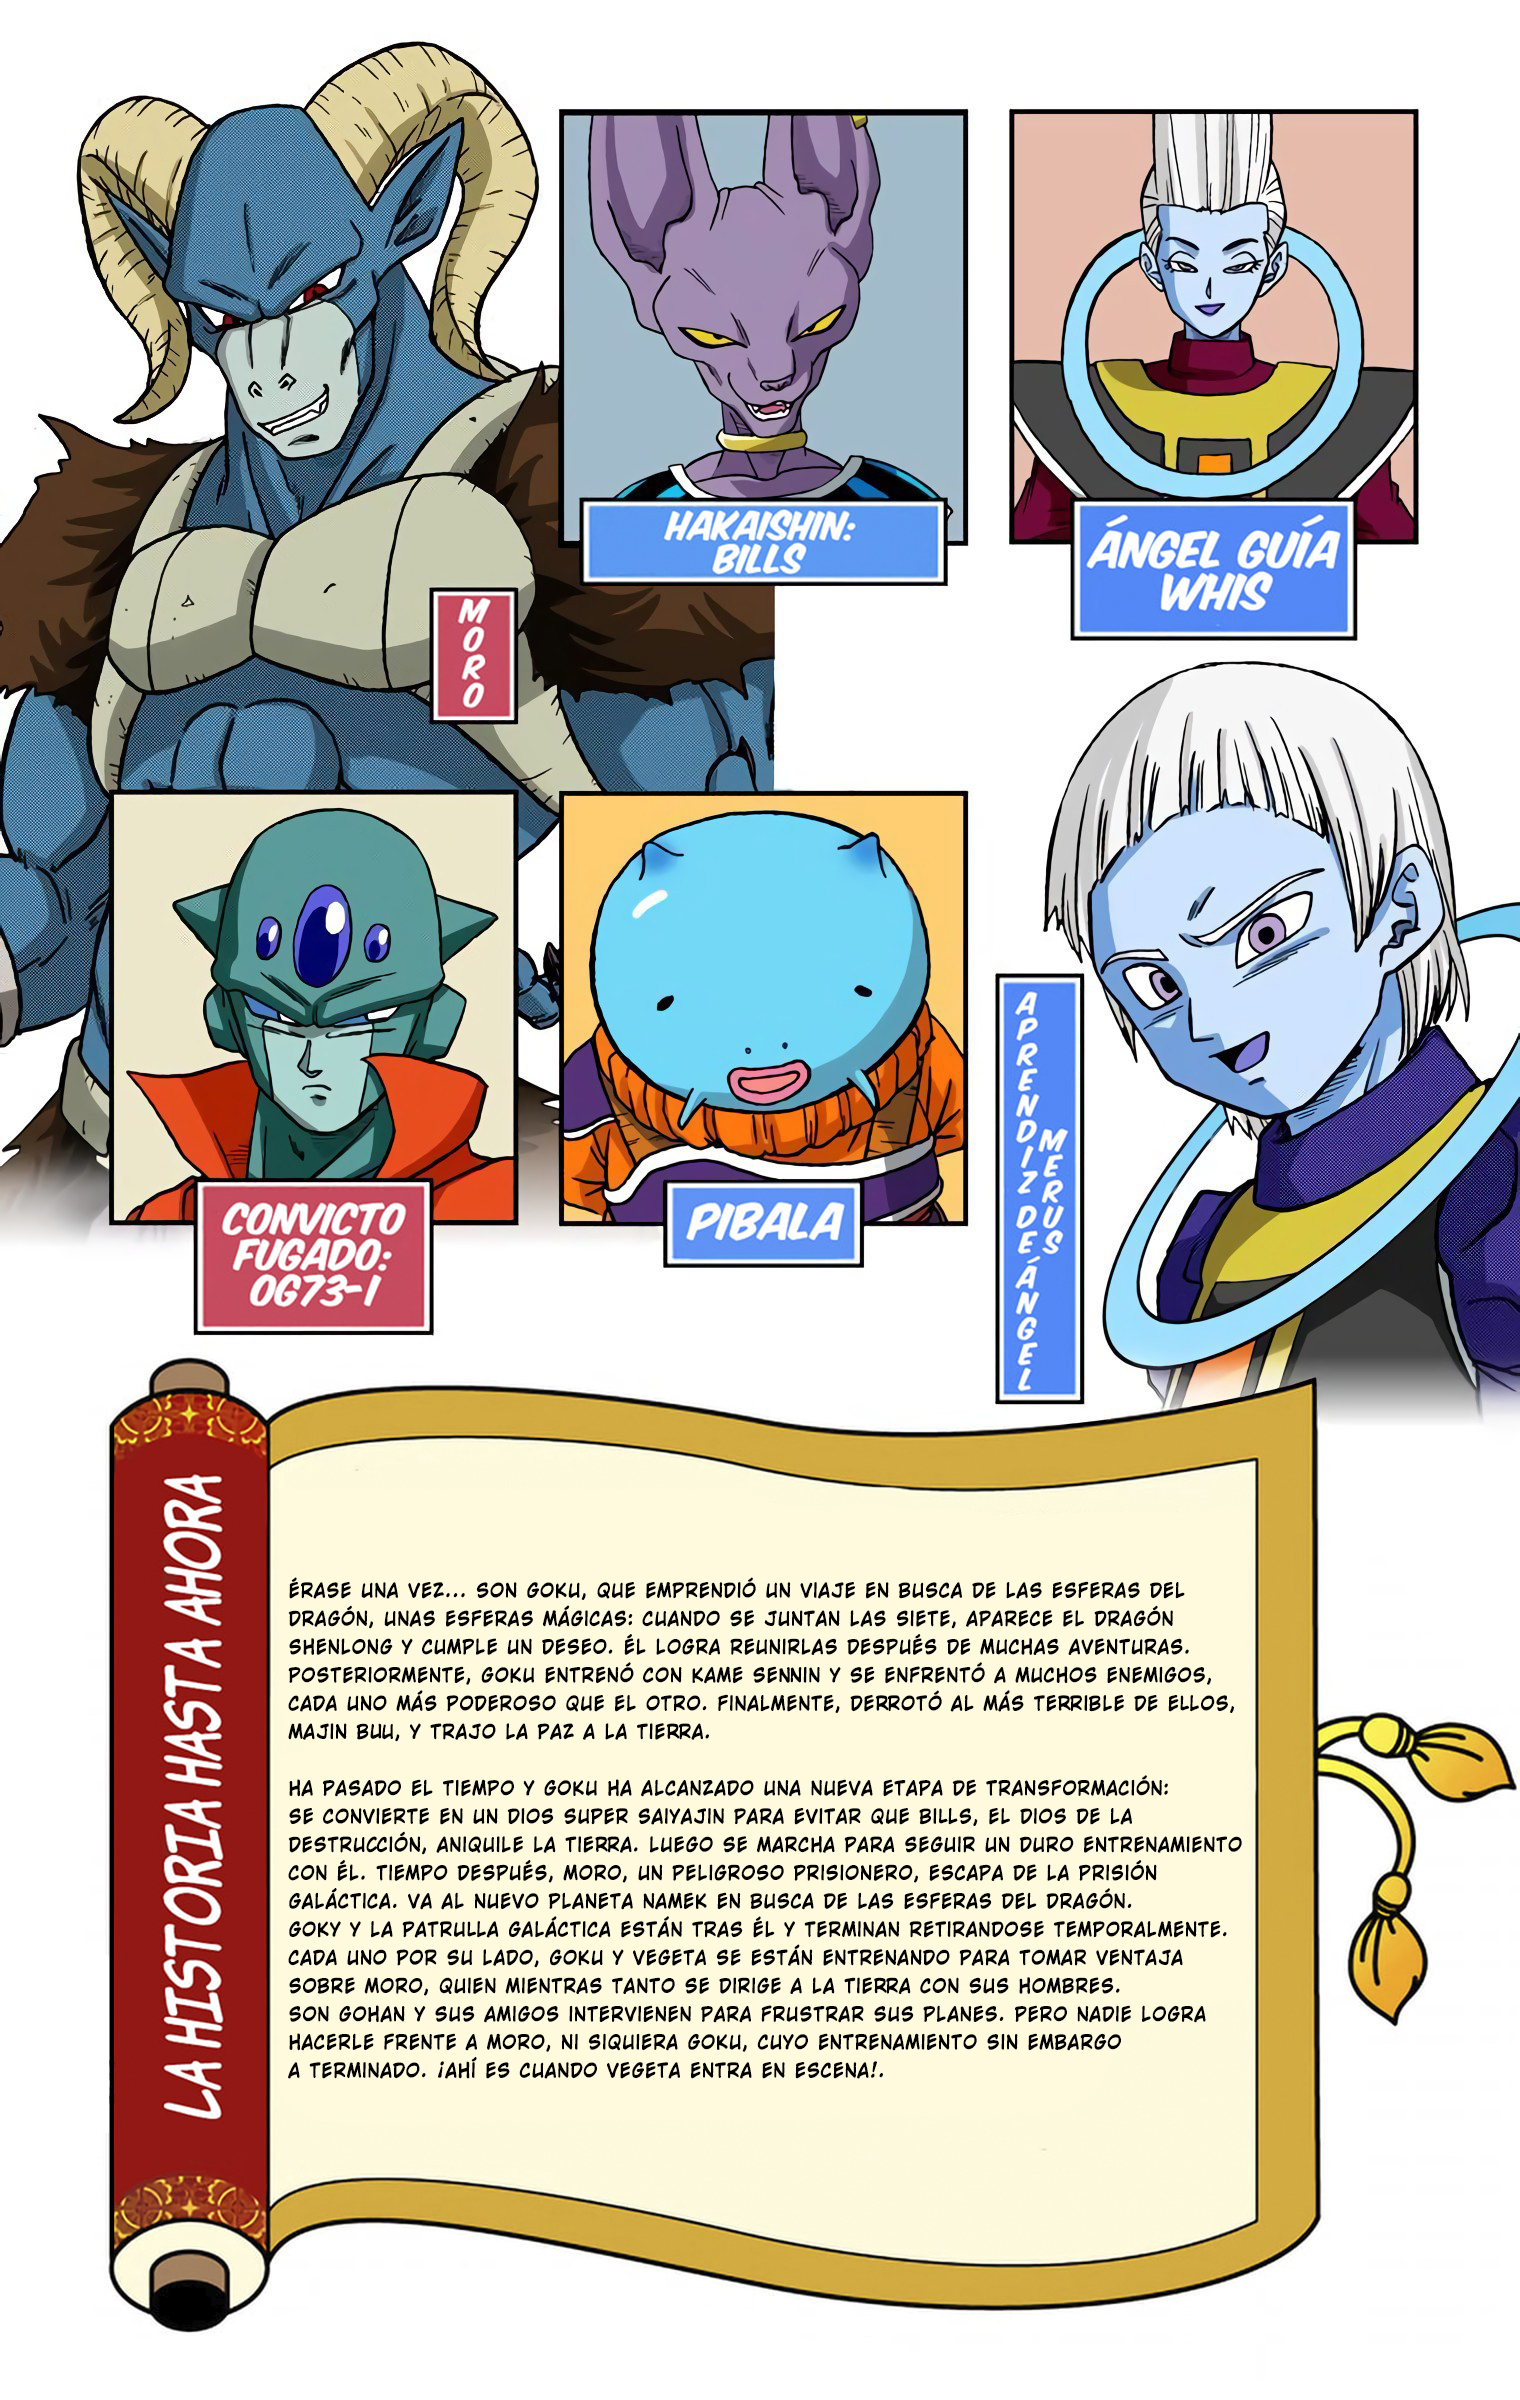 HAKAISHIN:
BILLS
ÁNGEL GUÍA
WHIS
MORO
CONVICTO
FUGADO:
OG73-I
PIBALA
APRENDIZ DE ÁNGEL
MERUS
LA HISTORIA HASTA AHORA
ÉRASE UNA VEZ... SON GOKU, QUE EMPRENDIÓ UN VIAJE EN BUSCA DE LAS ESFERAS DEL
DRAGÓN, UNAS ESFERAS MÁGICAS: CUANDO SE JUNTAN LAS SIETE, APARECE EL DRAGÓN
SHENLONG Y CUMPLE UN DESEO. ÉL LOGRA REUNIRLAS DESPUÉS DE MUCHAS AVENTURAS.
POSTERIORMENTE, GOKU ENTRENÓ CON KAME SENNIN Y SE ENFRENTÓ A MUCHOS ENEMIGOS,
CADA UNO MÁS PODEROSO QUE EL OTRO. FINALMENTE, DERROTÓ AL MÁS TERRIBLE DE ELLOS,
MAJIN BUU, Y TRAJO LA PAZ A LA TIERRA.
HA PASADO EL TIEMPO Y GOKU HA ALCANZADO UNA NUEVA ETAPA DE TRANSFORMACIÓN:
SE CONVIERTE EN UN DIOS SUPER SAIYAJIN PARA EVITAR QUE BILLS, EL DIOS DE LA
DESTRUCCIÓN, ANIQUILE LA TIERRA. LUEGO SE MARCHA PARA SEGUIR UN DURO ENTRENAMIENTO
CON ÉL. TIEMPO DESPUÉS, MORO, UN PELIGROSO PRISIONERO, ESCAPA DE LA PRISIÓN
GALÁCTICA. VA AL NUEVO PLANETA NAMEK EN BUSCA DE LAS ESFERAS DEL DRAGÓN.
GOKY Y LA PATRULLA GALÁCTICA ESTÁN TRAS ÉL Y TERMINAN RETIRANDOSE TEMPORALMENTE.
CADA UNO POR SU LADO, GOKU Y VEGETA SE ESTÁN ENTRENANDO PARA TOMAR VENTAJA
SOBRE MORO, QUIEN MIENTRAS TANTO SE DIRIGE A LA TIERRA CON SUS HOMBRES.
SON GOHAN Y SUS AMIGOS INTERVIENEN PARA FRUSTRAR SUS PLANES. PERO NADIE LOGRA
HACERLE FRENTE A MORO, NI SIQUIERA GOKU, CUYO ENTRENAMIENTO SIN EMBARGO
A TERMINADO. ¡AHÍ ES CUANDO VEGETA ENTRA EN ESCENA!.